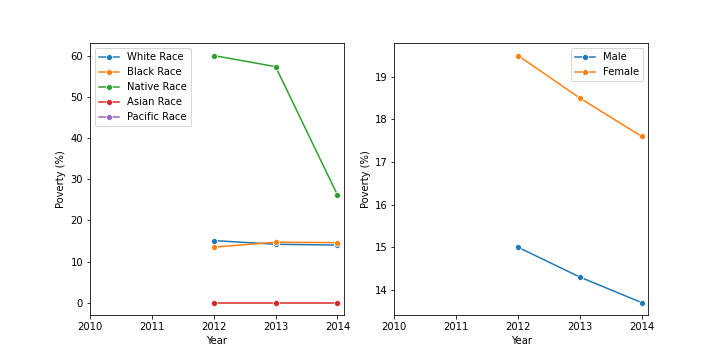 60
50
40
30
20
10
0
Poverty (%)
2010 2011 2012 2013 2014
Year
White Race
Black Race
Native Race
Asian Race
Pacific Race
19
18
17
16
15
14
Poverty (%)
2010 2011 2012 2013 2014
Year
Male
Female